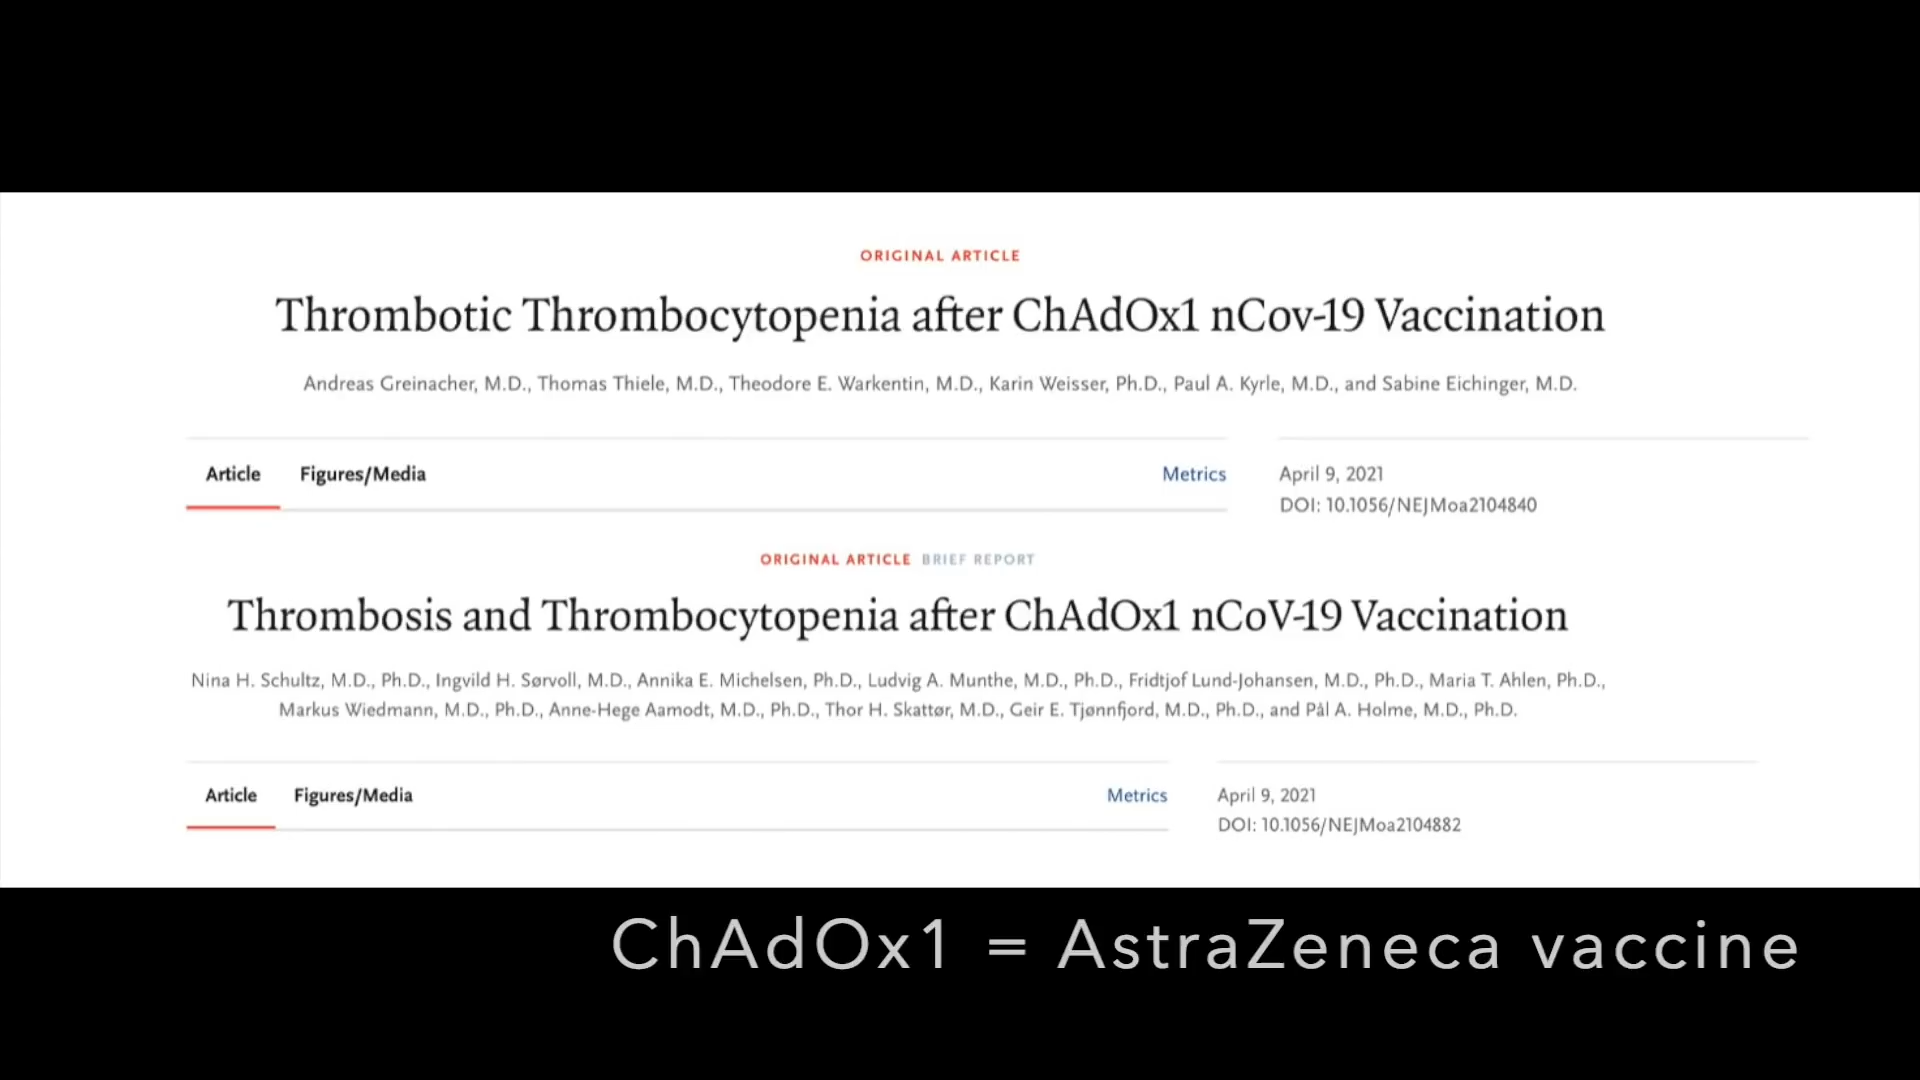 ORIGINAL ARTICLE
Thrombotic Thrombocytopenia after ChAdOx1 nCov-19 Vaccination
Andreas Greinacher, M.D., Thomas Thiele, M.D., Theodore E. Warkentin, M.D., Karin Weisser, Ph.D., Paul A. Kyrle, M.D., and Sabine Eichinger, M.D.
Article Figures/Media Metrics April 9, 2021
DOI: 10.1056/NEJMoa2104840
ORIGINAL ARTICLE BRIEF REPORT
Thrombosis and Thrombocytopenia after ChAdOx1 nCoV-19 Vaccination
Nina H. Schultz, M.D., Ph.D., Ingvild H. Sørvoll, M.D., Annika E. Michelsen, Ph.D., Ludvig A. Munthe, M.D., Ph.D., Fridtjof Lund-Johansen, M.D., Ph.D., Maria T. Ahlen, Ph.D.,
Markus Wiedmann, M.D., Ph.D., Anne-Hege Aamodt, M.D., Ph.D., Thor H. Skattør, M.D., Geir E. Tjønnfjord, M.D., Ph.D., and Pål A. Holme, M.D., Ph.D.
Article Figures/Media Metrics April 9, 2021
DOI: 10.1056/NEJMoa2104882
ChAdOx1 = AstraZeneca vaccine